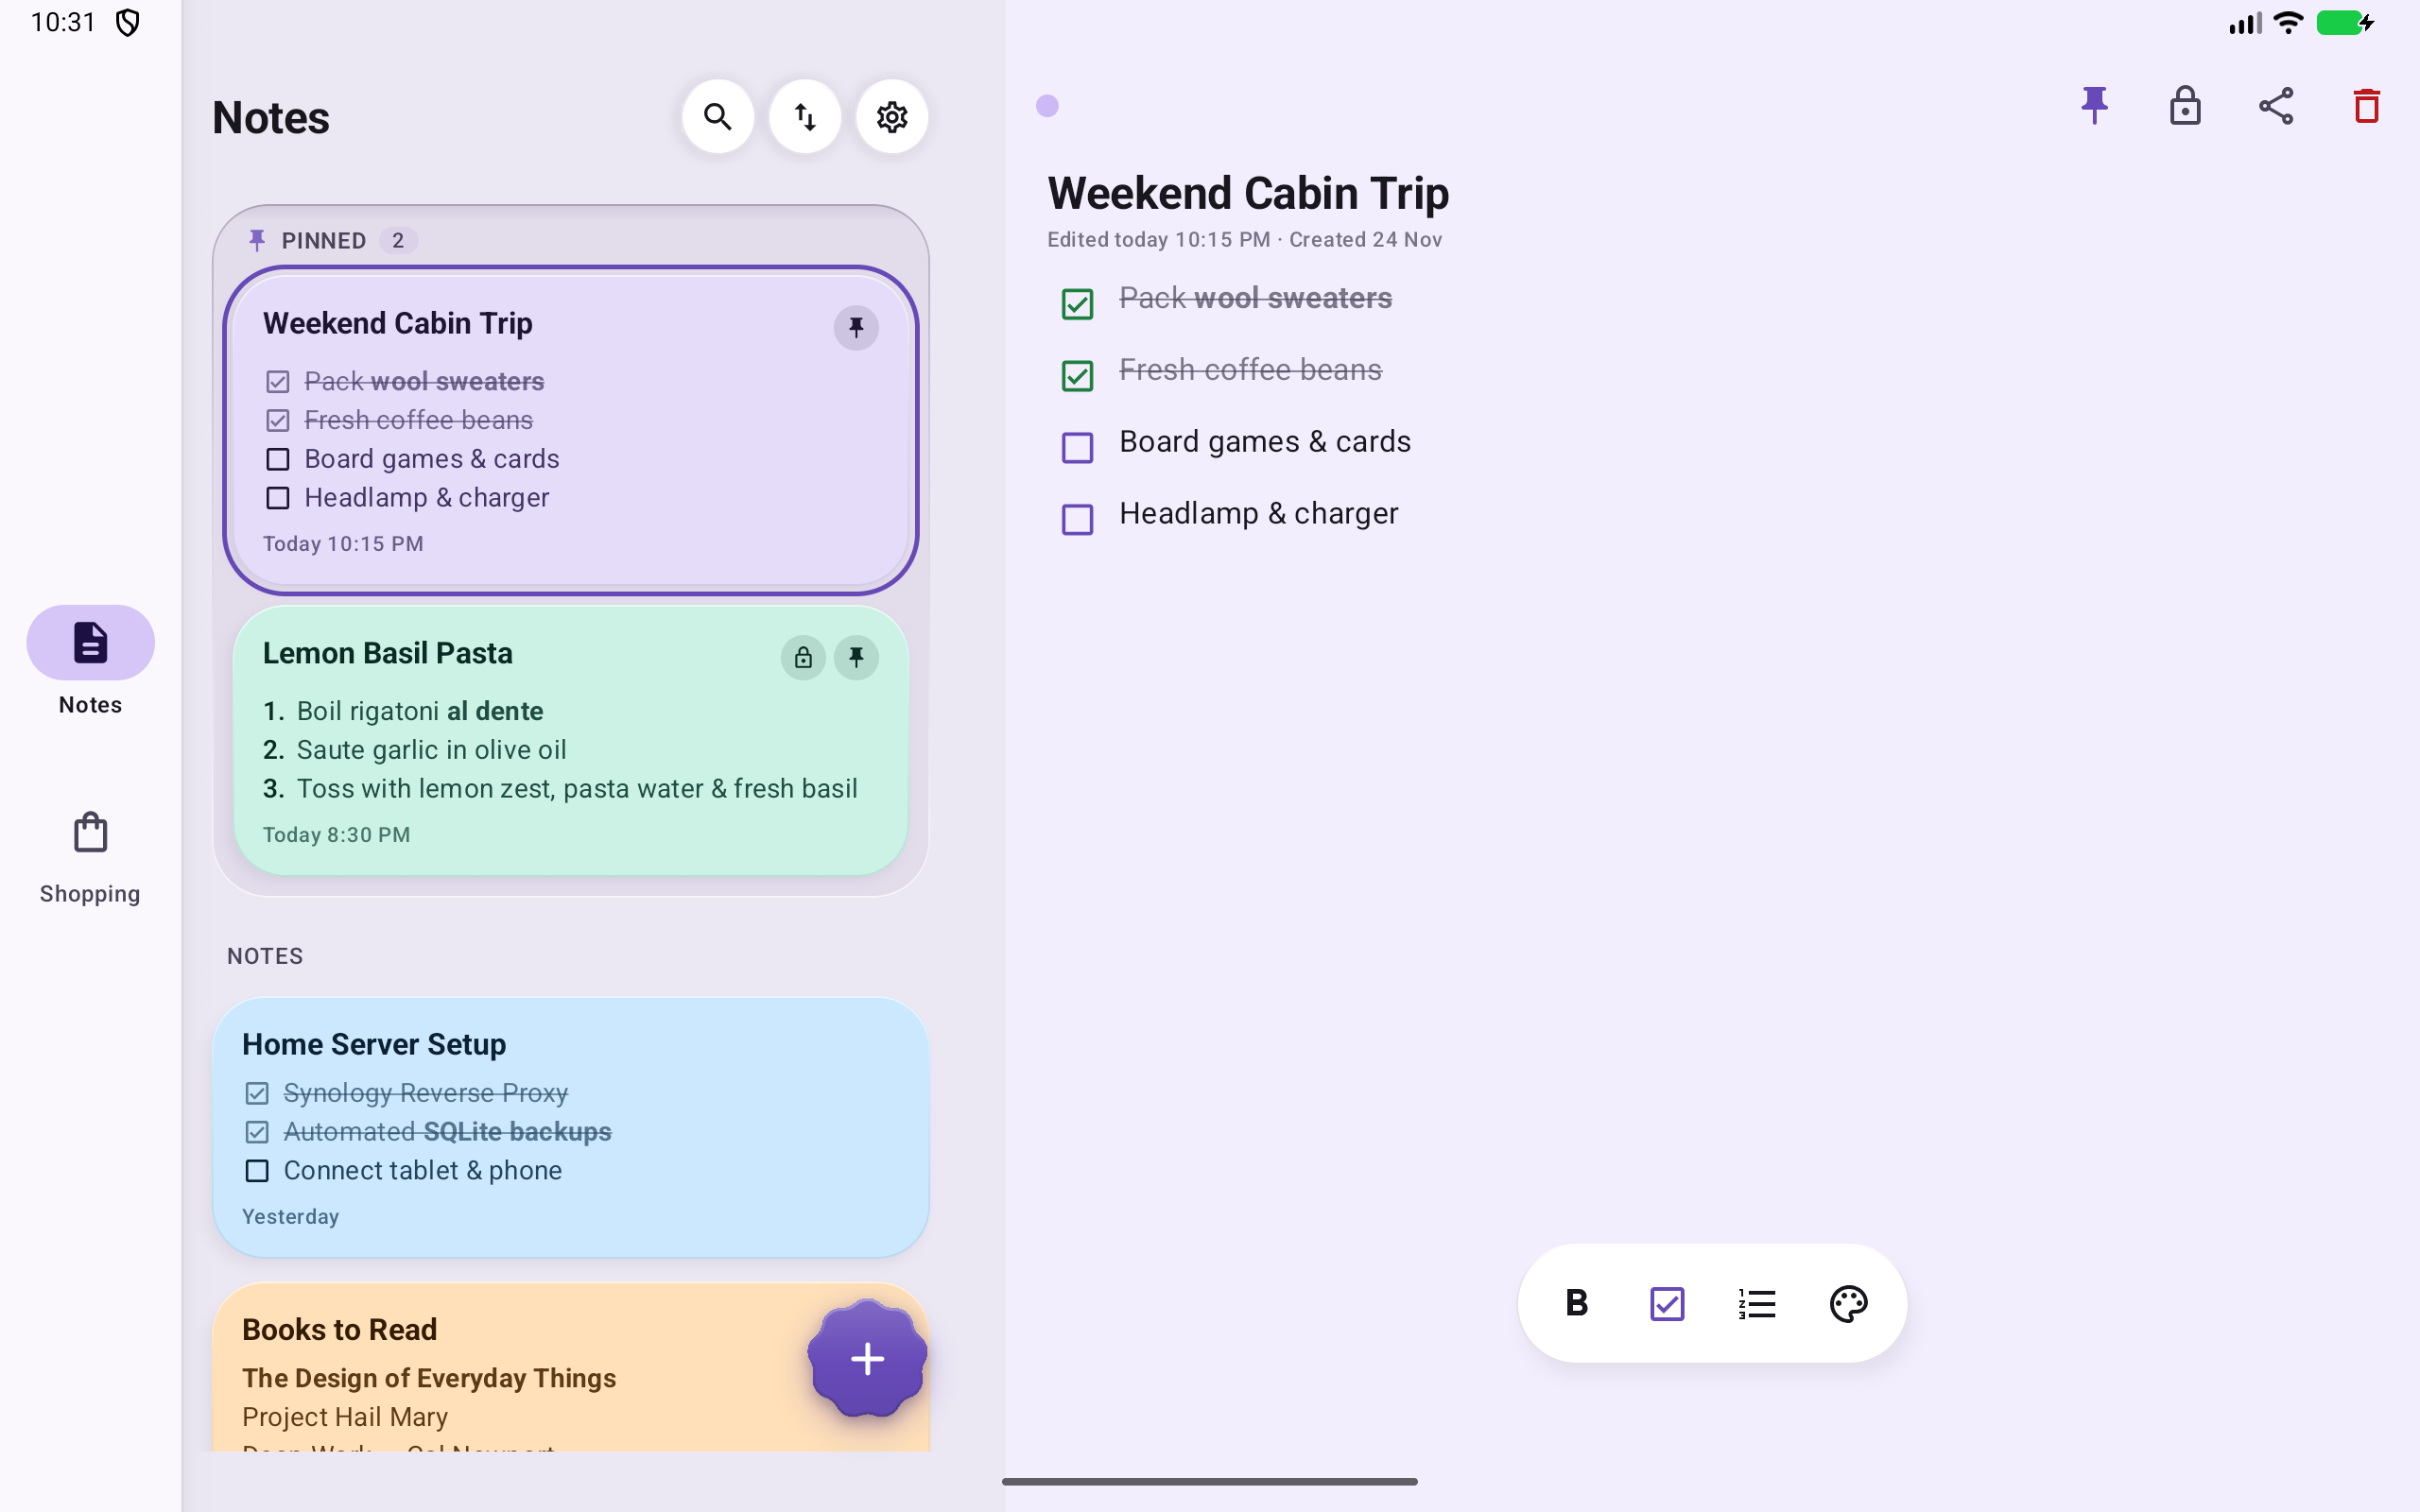 10:31
Notes
PINNED 2
Weekend Cabin Trip
Pack wool sweaters
Fresh coffee beans
Board games & cards
Headlamp & charger
Today 10:15 PM
Lemon Basil Pasta
1. Boil rigatoni al dente
2. Saute garlic in olive oil
3. Toss with lemon zest, pasta water & fresh basil
Today 8:30 PM
NOTES
Home Server Setup
Synology Reverse Proxy
Automated SQLite backups
Connect tablet & phone
Yesterday
Books to Read
The Design of Everyday Things
Project Hail Mary
Notes
Shopping
Weekend Cabin Trip
Edited today 10:15 PM · Created 24 Nov
Pack wool sweaters
Fresh coffee beans
Board games & cards
Headlamp & charger
B